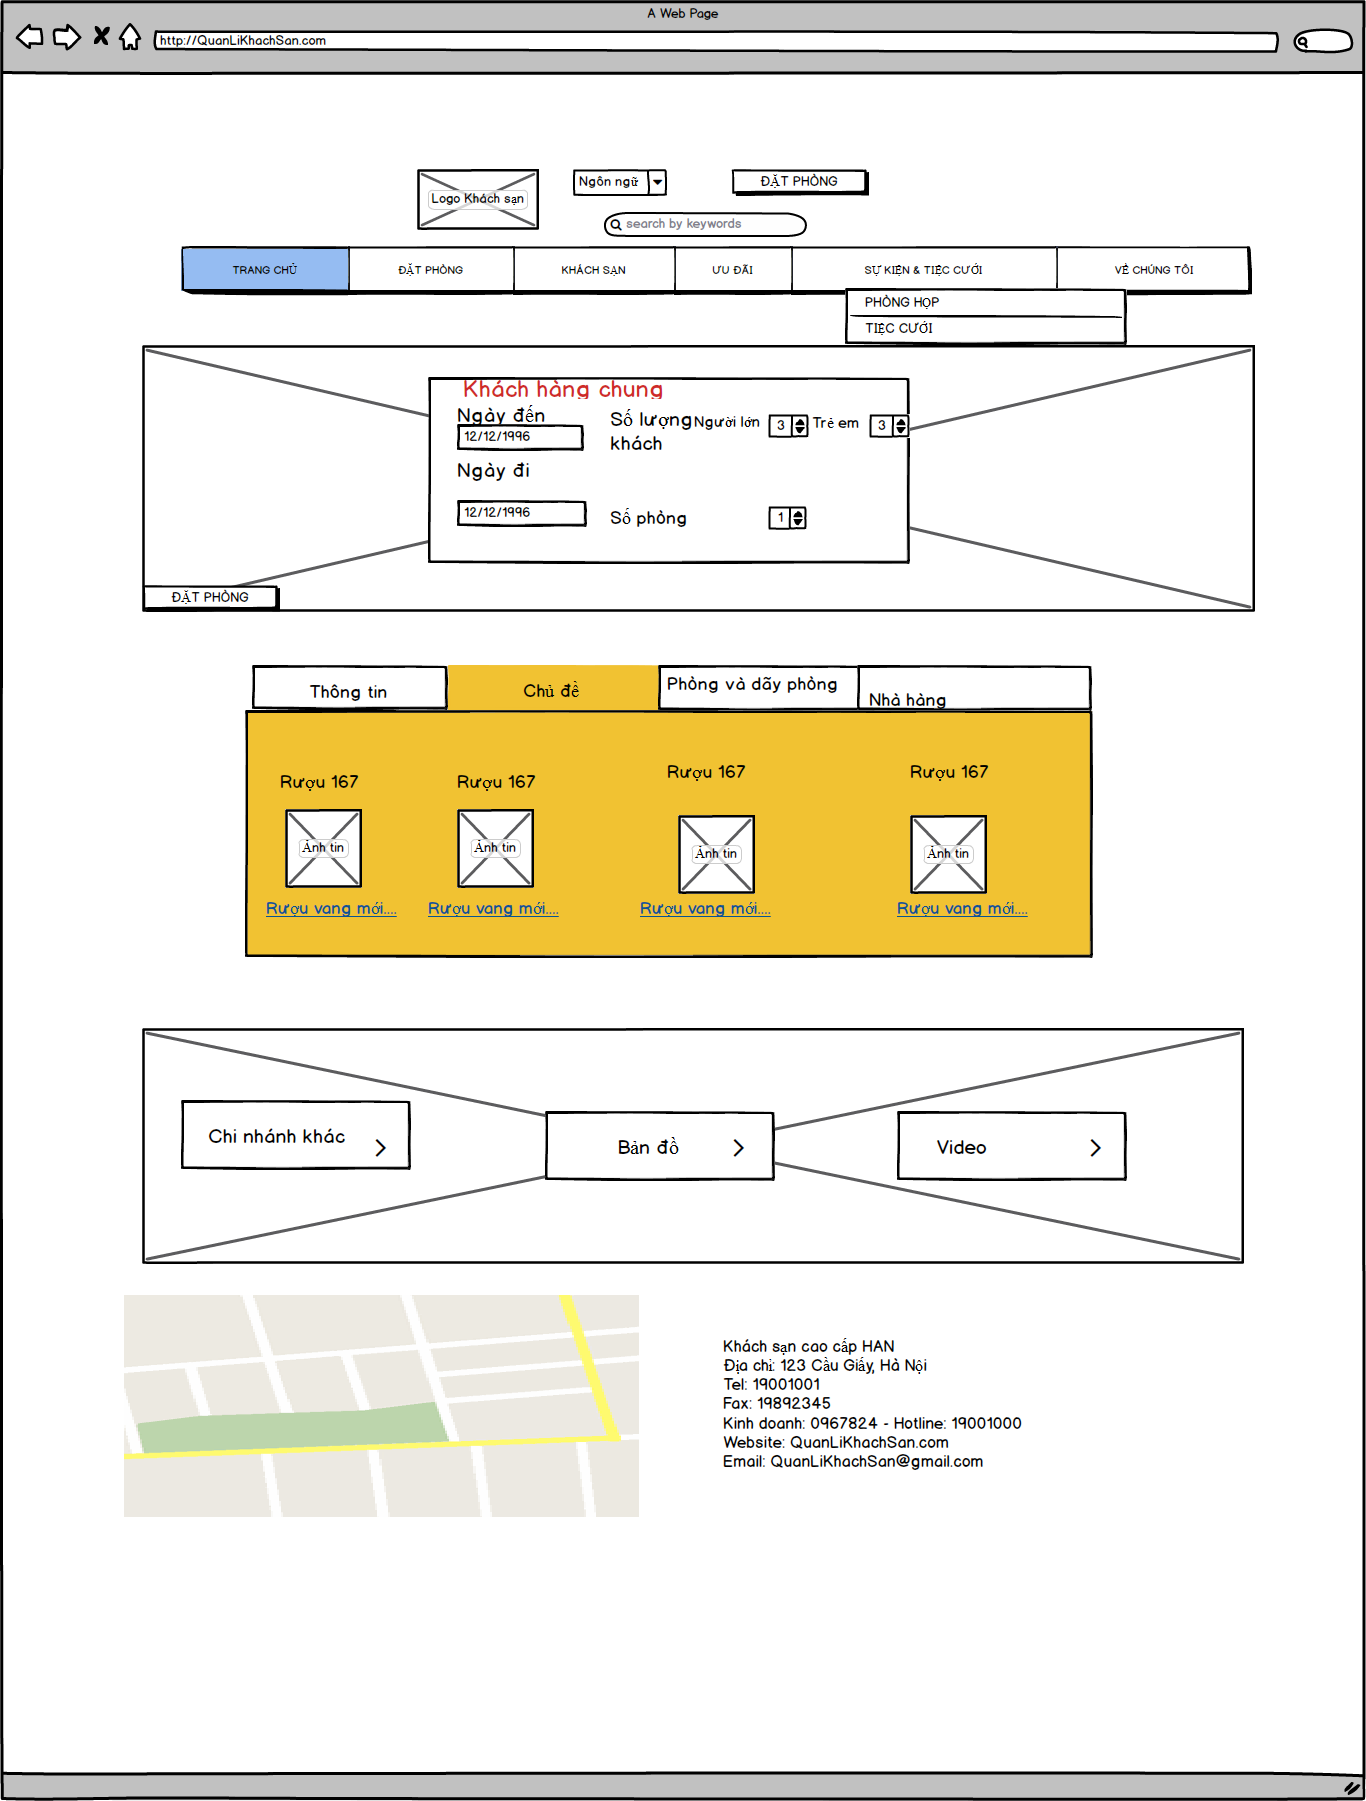 A Web Page
http://QuanLiKhachSan.com
Logo Khách sạn
Ngôn ngữ
ĐẶT PHÒNG
search by keywords
TRANG CHỦ
ĐẶT PHÒNG
KHÁCH SẠN
ƯU ĐÃI
SỰ KIỆN & TIỆC CƯỚI
VỀ CHÚNG TÔI
PHÒNG HỌP
TIỆC CƯỚI
Khách hàng chung
Ngày đến
Số lượng khách
Người lớn
3
Trẻ em
3
12/12/1996
Ngày đi
12/12/1996
Số phòng
1
ĐẶT PHÒNG
Thông tin
Chủ đề
Phòng và dãy phòng
Nhà hàng
Rượu 167
Rượu 167
Rượu 167
Rượu 167
Ảnh tin
Ảnh tin
Ảnh tin
Ảnh tin
Rượu vang mới....
Rượu vang mới....
Rượu vang mới....
Rượu vang mới....
Chi nhánh khác
Bản đồ
Video
Khách sạn cao cấp HAN
Địa chỉ: 123 Cầu Giấy, Hà Nội
Tel: 19001001
Fax: 19892345
Kinh doanh: 0967824 - Hotline: 19001000
Website: QuanLiKhachSan.com
Email: QuanLiKhachSan@gmail.com